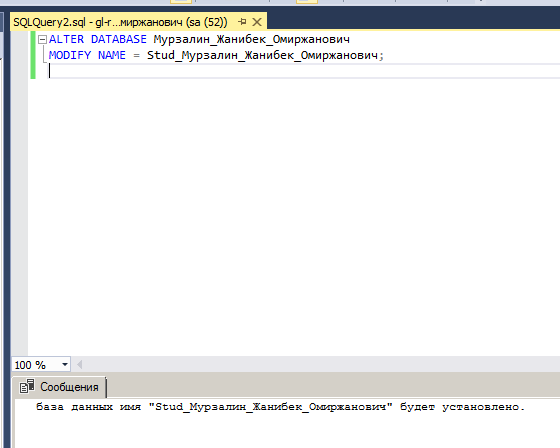 SQLQuery2.sql - gl-r...миржанович (sa (52))
ALTER DATABASE Мурзалин_Жанибек_Омиржанович
MODIFY NAME = Stud_Мурзалин_Жанибек_Омиржанович;
100 %
Сообщения
база данных имя "Stud_Мурзалин_Жанибек_Омиржанович" будет установлено.